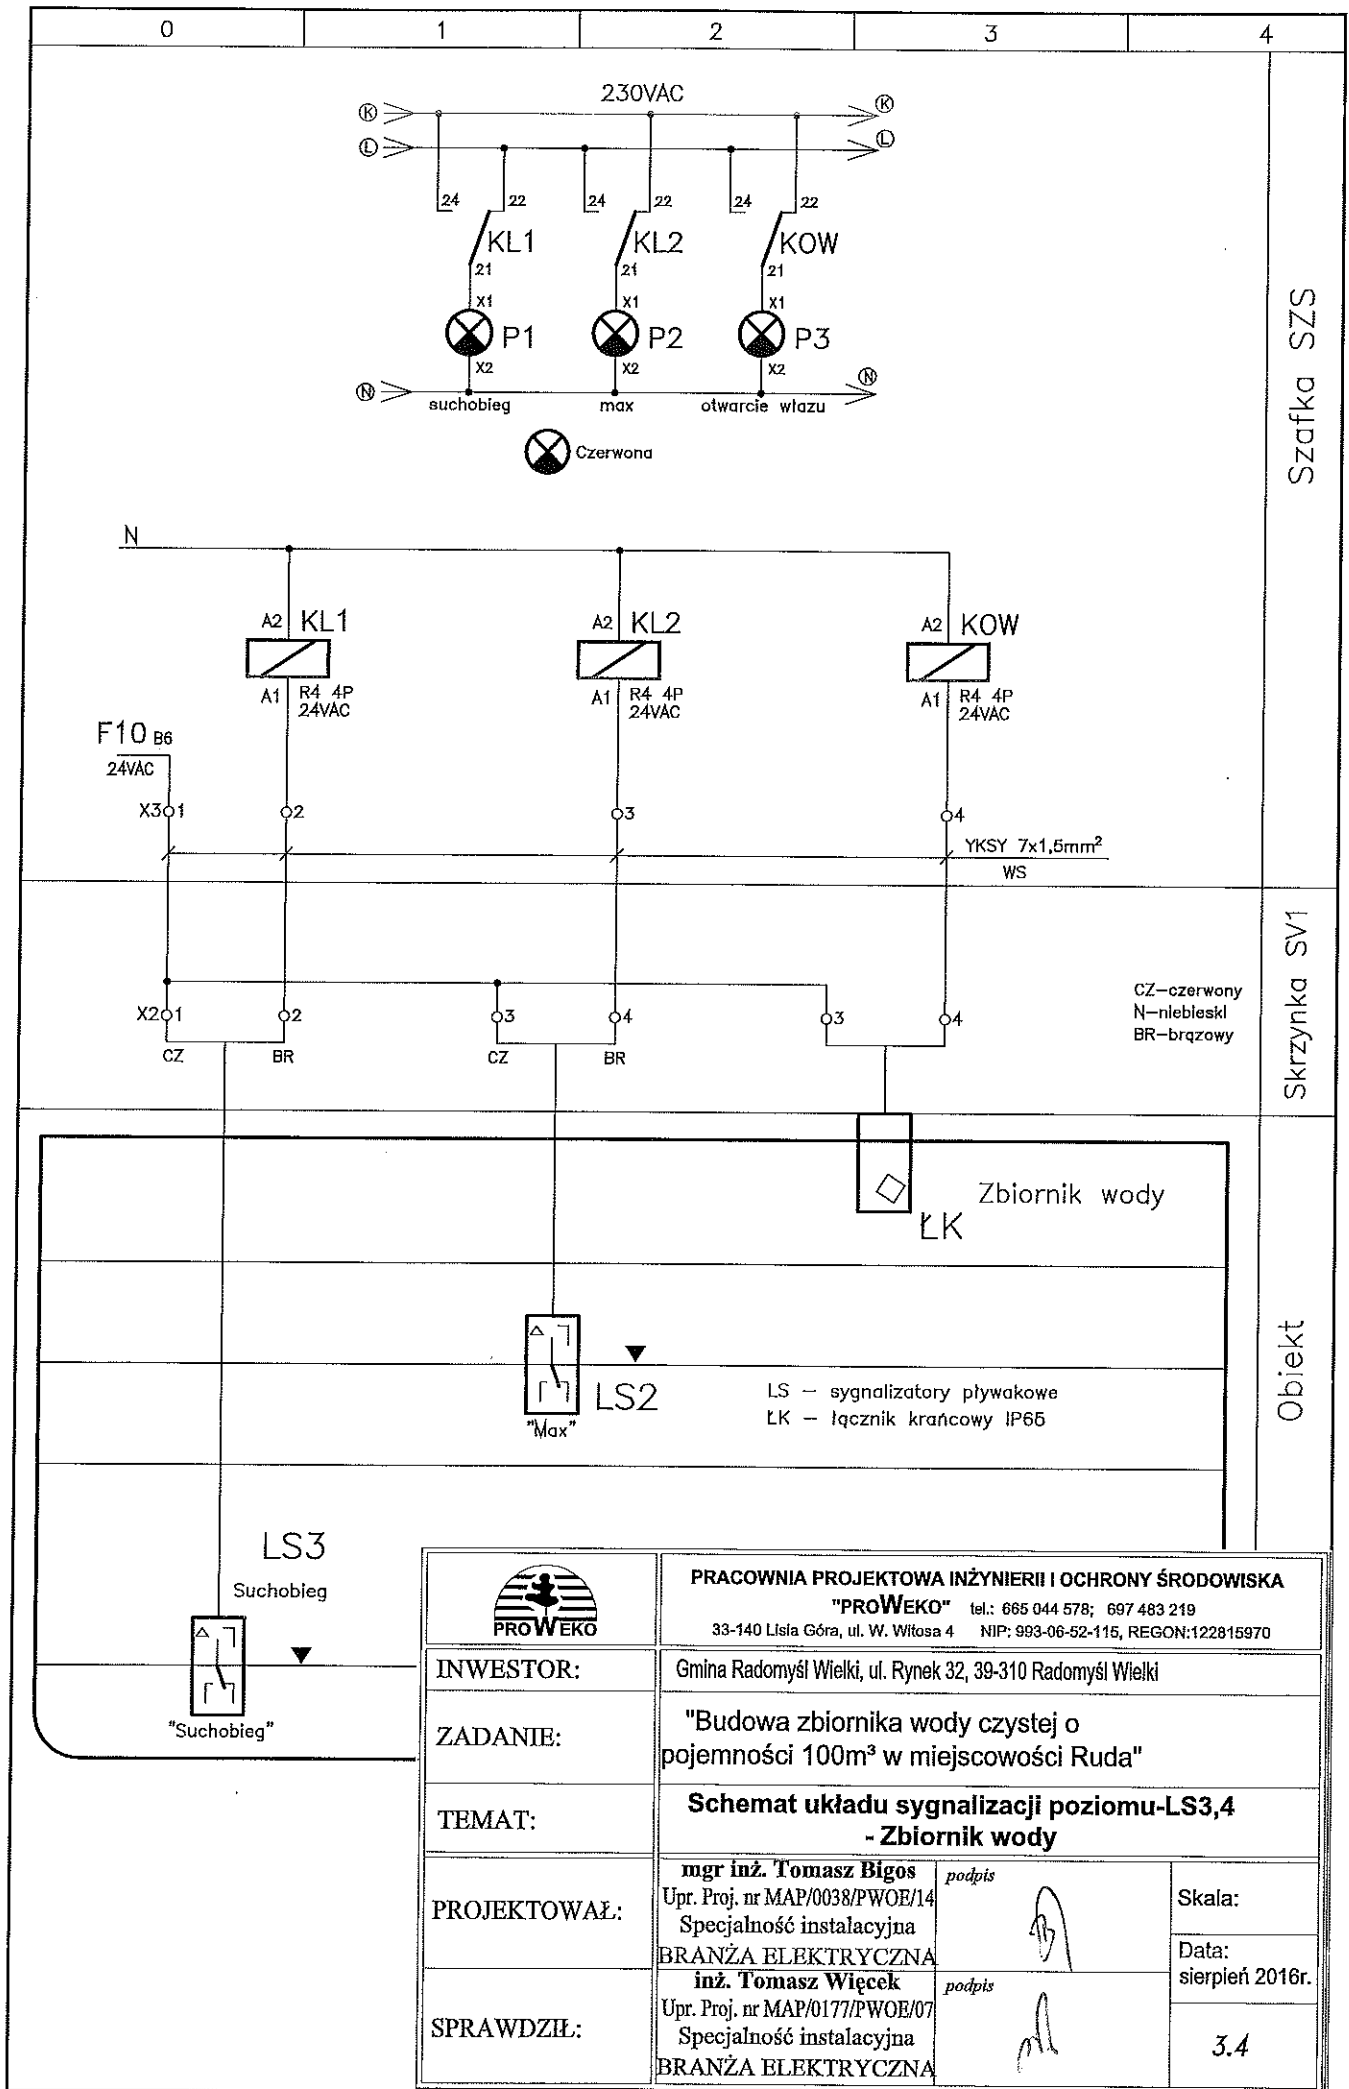 0 1 2 3 4
230VAC
K K
L L
24 22 24 22 24 22
KL1 KL2 KOW
21 21 21
X1 X1 X1
P1 P2 P3
X2 X2 X2
N N
suchobieg max otwarcie włazu
Czerwona
Szafka SZS
N
A2 KL1 A2 KL2 A2 KOW
A1 R4 4P A1 R4 4P A1 R4 4P
24VAC 24VAC 24VAC
F10 B6
24VAC
X3 1 2 3 4
YKSY 7x1,5mm²
WS
Skrzynka SV1
CZ-czerwony
N-niebieski
BR-brązowy
X2 1 2 3 4 3 4
CZ BR CZ BR
Zbiornik wody
ŁK
Obiekt
LS2
"Max"
LS – sygnalizatory pływakowe
ŁK – łącznik krańcowy IP65
LS3
Suchobieg
"Suchobieg"
PROWEKO
PRACOWNIA PROJEKTOWA INŻYNIERII I OCHRONY ŚRODOWISKA
"PROWEKO" tel.: 665 044 578; 697 483 219
33-140 Lisia Góra, ul. W. Witosa 4 NIP: 993-06-52-115, REGON:122815970
INWESTOR: Gmina Radomyśl Wielki, ul. Rynek 32, 39-310 Radomyśl Wielki
ZADANIE: "Budowa zbiornika wody czystej o
pojemności 100m³ w miejscowości Ruda"
TEMAT: Schemat układu sygnalizacji poziomu-LS3,4
- Zbiornik wody
PROJEKTOWAŁ: mgr inż. Tomasz Bigos
Upr. Proj. nr MAP/0038/PWOE/14
Specjalność instalacyjna
BRANŻA ELEKTRYCZNA
podpis
Skala:
Data:
sierpień 2016r.
SPRAWDZIŁ: inż. Tomasz Więcek
Upr. Proj. nr MAP/0177/PWOE/07
Specjalność instalacyjna
BRANŻA ELEKTRYCZNA
podpis
3.4